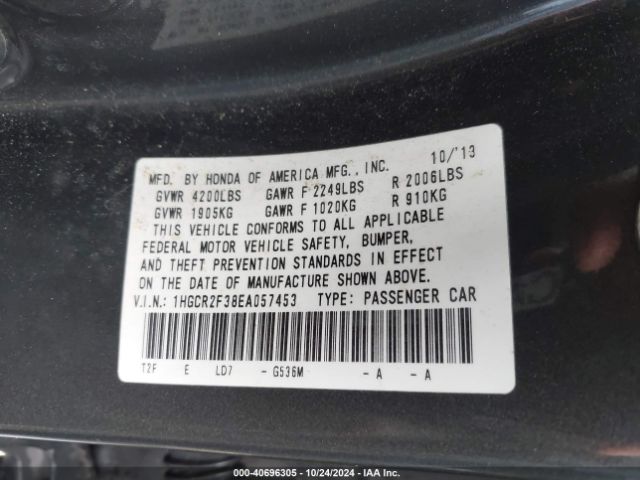 MFD. BY HONDA OF AMERICA MFG., INC. 10/'13
GVWR 4200LBS GAWR F 2249LBS R 2006LBS
GVWR 1905KG GAWR F 1020KG R 910KG
THIS VEHICLE CONFORMS TO ALL APPLICABLE
FEDERAL MOTOR VEHICLE SAFETY, BUMPER,
AND THEFT PREVENTION STANDARDS IN EFFECT
ON THE DATE OF MANUFACTURE SHOWN ABOVE.
V.I.N.: 1HGCR2F38EA057453 TYPE: PASSENGER CAR
T2F E LD7 - G536M - A - A
000-40696305 - 10/24/2024 - IAA Inc.